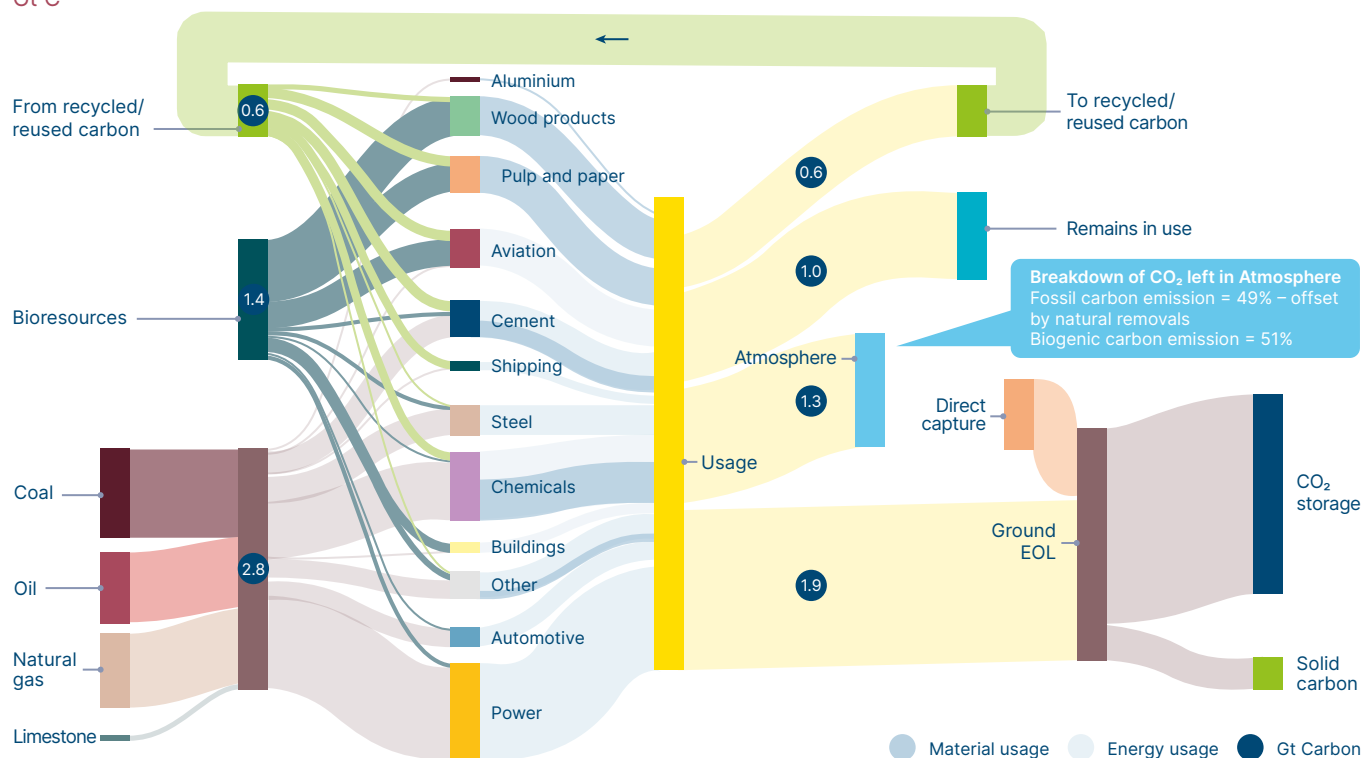 Gt C
Aluminium
From recycled/
reused carbon
0.6
Wood products
To recycled/
reused carbon
0.6
Pulp and paper
Remains in use
Aviation
1.0
Breakdown of CO₂ left in Atmosphere
Fossil carbon emission = 49% – offset
by natural removals
Biogenic carbon emission = 51%
1.4
Bioresources
Cement
Atmosphere
Shipping
1.3
Direct
capture
Steel
Usage
Coal
Chemicals
CO₂
storage
Ground
EOL
Buildings
2.8
Oil
Other
1.9
Automotive
Natural
gas
Solid
carbon
Power
Limestone
Material usage
Energy usage
Gt Carbon